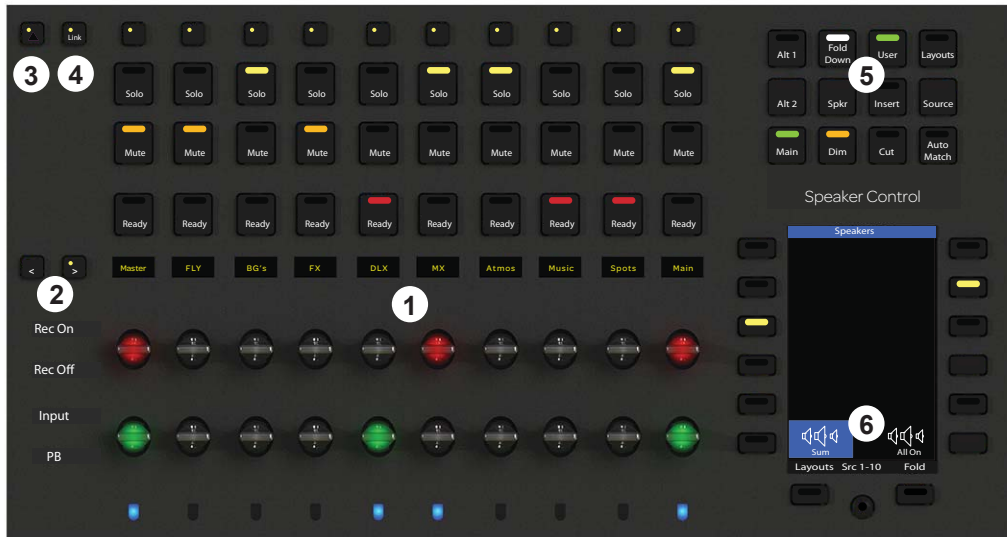 3 4 Link
Alt 1 Fold Down User Layouts
5
Solo Solo Solo Solo Solo Solo Solo Solo Solo Solo
Alt 2 Spkr Insert Source
Mute Mute Mute Mute Mute Mute Mute Mute Mute Mute
Main Dim Cut Auto Match
Speaker Control
Ready Ready Ready Ready Ready Ready Ready Ready Ready Ready
Speakers
< >
Master FLY BG's FX DLX MX Atmos Music Spots Main
2
1
Rec On
Rec Off
Input
PB
6
Sum All On
Layouts Src 1-10 Fold